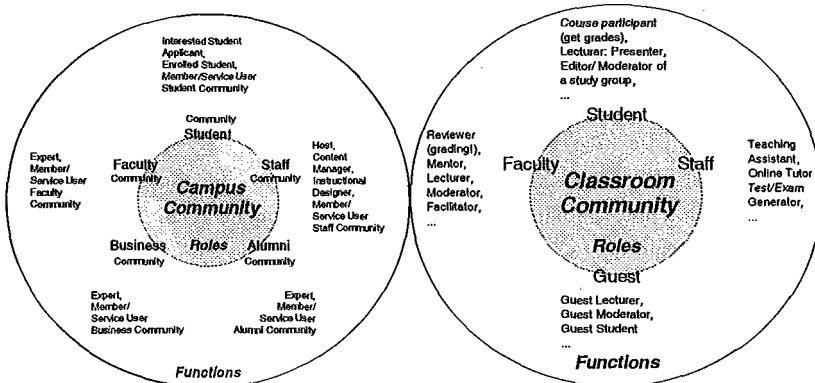 Interested Student
Applicant,
Enrolled Student,
Member/Service User
Student Community
Community
Student
Faculty
Community
Staff
Community
Campus
Community
Roles
Business
Community
Alumni
Community
Expert,
Member/
Service User
Faculty
Community
Host,
Content
Manager,
Instructional
Designer,
Member/
Service User
Staff Community
Expert,
Member/
Service User
Business Community
Expert,
Member/
Service User
Alumni Community
Functions
Course participant
(get grades),
Lecturer: Presenter,
Editor/ Moderator of
a study group,
...
Student
Faculty
Staff
Classroom
Community
Roles
Guest
Reviewer
(grading!),
Mentor,
Lecturer,
Moderator,
Facilitator,
...
Teaching
Assistant,
Online Tutor
Test/Exam
Generator,
...
Guest Lecturer,
Guest Moderator,
Guest Student
...
Functions